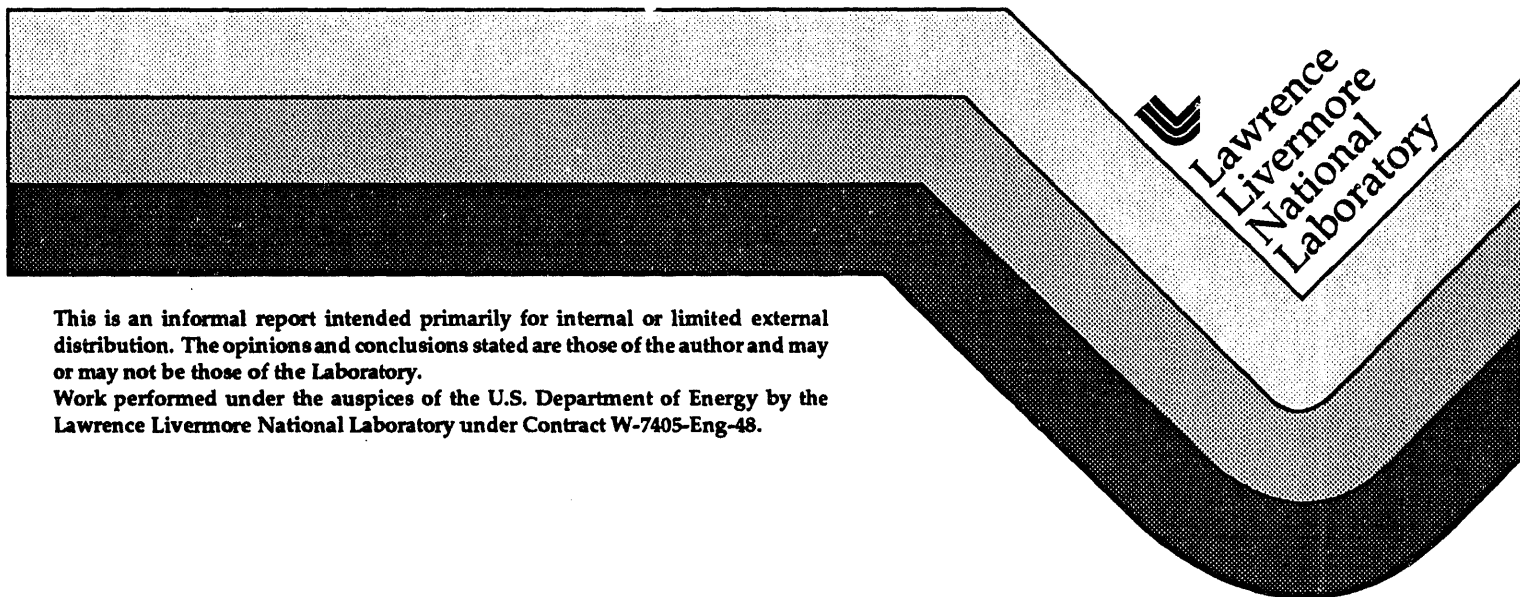 Lawrence
Livermore
National
Laboratory
This is an informal report intended primarily for internal or limited external
distribution. The opinions and conclusions stated are those of the author and may
or may not be those of the Laboratory.
Work performed under the auspices of the U.S. Department of Energy by the
Lawrence Livermore National Laboratory under Contract W-7405-Eng-48.